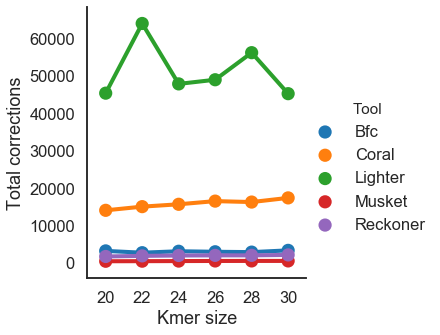 60000
50000
40000
30000
20000
10000
0
Total corrections
20 22 24 26 28 30
Kmer size
Tool
Bfc
Coral
Lighter
Musket
Reckoner